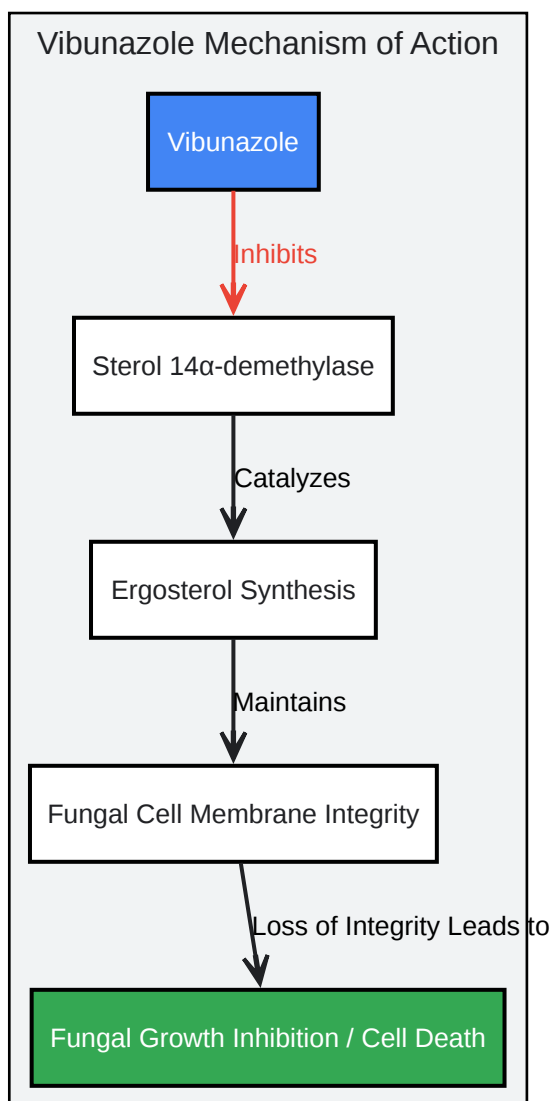 Vibunazole Mechanism of Action
Vibunazole
Inhibits
Sterol 14α-demethylase
Catalyzes
Ergosterol Synthesis
Maintains
Fungal Cell Membrane Integrity
Loss of Integrity Leads to
Fungal Growth Inhibition / Cell Death